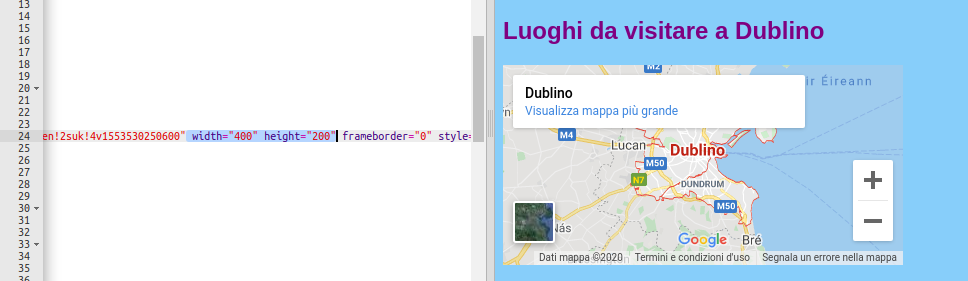 13
14
15
16
17
18
19
20
21
22
23
24 en!2suk!4v1553530250600" width="400" height="200" frameborder="0" style=
25
26
27
28
29
30
31
32
33
34
35
36
Luoghi da visitare a Dublino
M2
ir Éireann
Dublino
Visualizza mappa più grande
M4
Lucan
Dublino
M50
N7
DUNDRUM
M50
Nás
Google
Bré
Dati mappa ©2020 Termini e condizioni d'uso Segnala un errore nella mappa